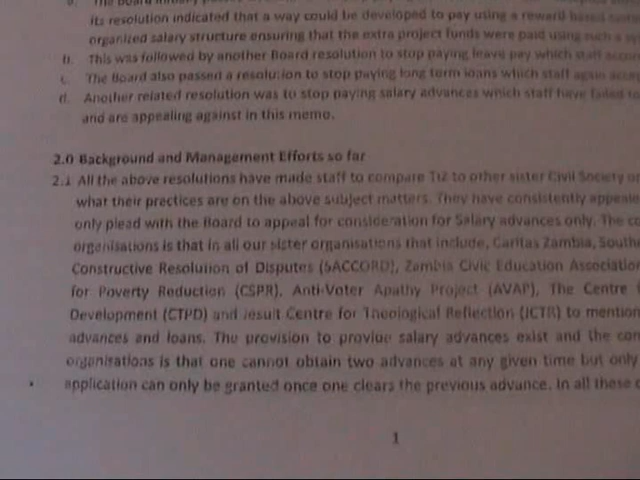 its resolution indicated that a way could be developed to pay using a reward based
organized salary structure ensuring that the extra project funds were paid using such a
b. This was followed by another Board resolution to stop paying leave pay which staff
c. The Board also passed a resolution to stop paying long term loans which staff again
d. Another related resolution was to stop paying salary advances which staff have failed to
and are appealing against in this memo.
2.0 Background and Management Efforts so far
2.1 All the above resolutions have made staff to compare TIZ to other sister Civil Society
what their practices are on the above subject matters. They have consistently
only plead with the Board to appeal for consideration for Salary advances only. The
organisations is that in all our sister organisations that include, Caritas Zambia,
Constructive Resolution of Disputes (SACCORD), Zambia Civic Education Association
for Poverty Reduction (CSPR), Anti-Voter Apathy Project (AVAP), The Centre
Development (CTPD) and Jesuit Centre for Theological Reflection (JCTR) to mention
advances and loans. The provision to provide salary advances exist and the
organisations is that one cannot obtain two advances at any given time but only
application can only be granted once one clears the previous advance. In all these
1